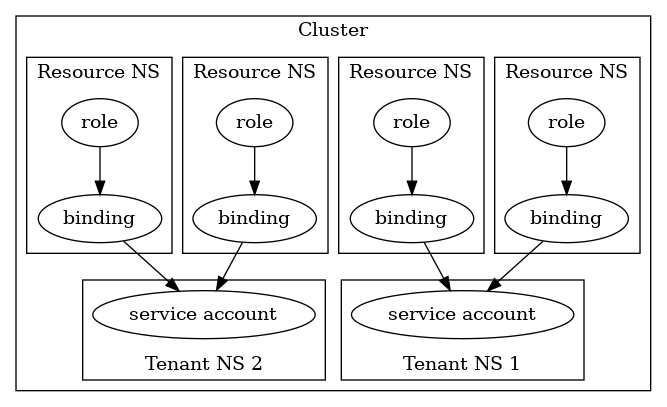 Cluster
Resource NS
Resource NS
Resource NS
Resource NS
role
role
role
role
binding
binding
binding
binding
service account
service account
Tenant NS 2
Tenant NS 1